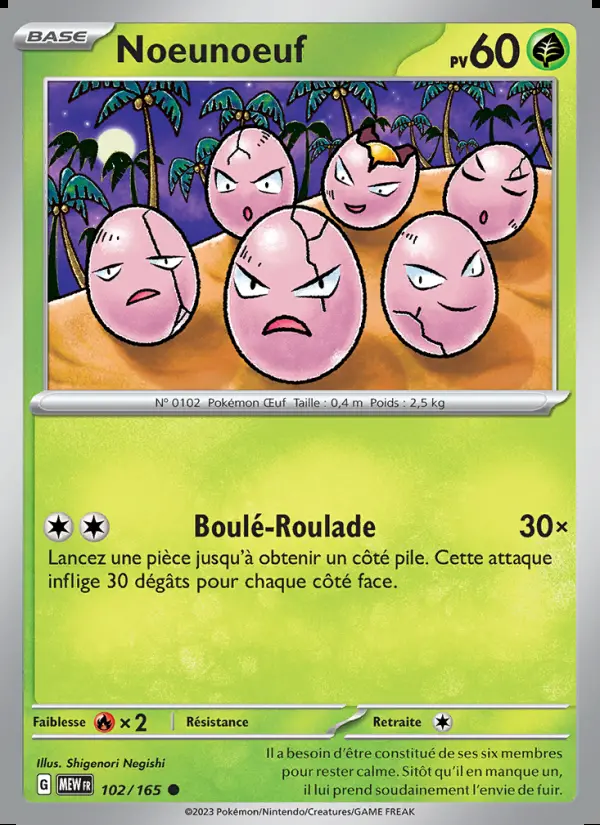 BASE
Noeunoeuf
PV 60
N° 0102 Pokémon Œuf Taille : 0,4 m Poids : 2,5 kg
Boulé-Roulade 30×
Lancez une pièce jusqu'à obtenir un côté pile. Cette attaque
inflige 30 dégâts pour chaque côté face.
Faiblesse × 2 Résistance Retraite
Illus. Shigenori Negishi
G MEW FR 102/165
Il a besoin d'être constitué de ses six membres
pour rester calme. Sitôt qu'il en manque un,
il lui prend soudainement l'envie de fuir.
©2023 Pokémon/Nintendo/Creatures/GAME FREAK